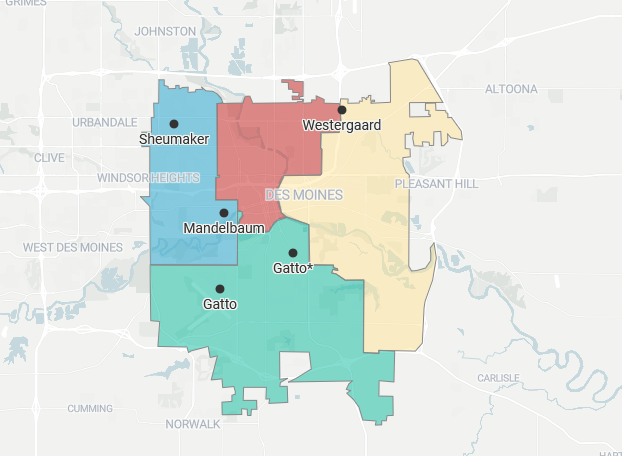 GRIMES
JOHNSTON
ALTOONA
Westergaard
URBANDALE
Sheumaker
CLIVE
WINDSOR HEIGHTS
PLEASANT HILL
DES MOINES
Mandelbaum
WEST DES MOINES
Gatto*
Gatto
CARLISLE
CUMMING
NORWALK